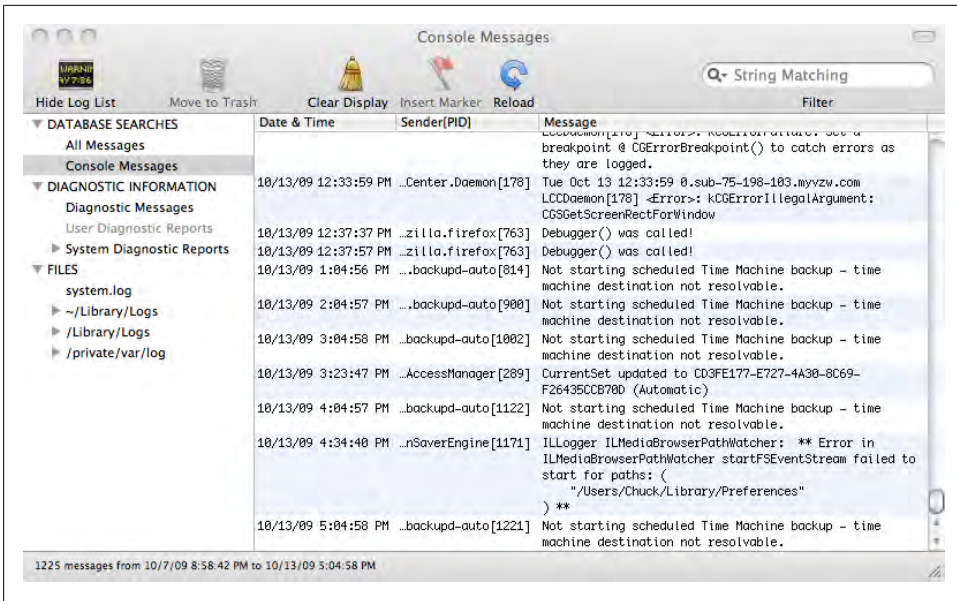 Console Messages
WARNIN
AY 7:36
Hide Log List
Move to Trash
Clear Display
Insert Marker
Reload
String Matching
Filter
DATABASE SEARCHES
All Messages
Console Messages
DIAGNOSTIC INFORMATION
Diagnostic Messages
User Diagnostic Reports
System Diagnostic Reports
FILES
system.log
~/Library/Logs
/Library/Logs
/private/var/log
Date & Time Sender[PID] Message
breakpoint @ CGErrorBreakpoint() to catch errors as
they are logged.
10/13/09 12:33:59 PM …Center.Daemon[178] Tue Oct 13 12:33:59 0.sub-75-198-103.myvzw.com
LCCDaemon[178] <Error>: kCGErrorIllegalArgument:
CGSGetScreenRectForWindow
10/13/09 12:37:37 PM …zilla.firefox[763] Debugger() was called!
10/13/09 12:37:57 PM …zilla.firefox[763] Debugger() was called!
10/13/09 1:04:56 PM ….backupd-auto[814] Not starting scheduled Time Machine backup - time
machine destination not resolvable.
10/13/09 2:04:57 PM ….backupd-auto[900] Not starting scheduled Time Machine backup - time
machine destination not resolvable.
10/13/09 3:04:58 PM …backupd-auto[1002] Not starting scheduled Time Machine backup - time
machine destination not resolvable.
10/13/09 3:23:47 PM …AccessManager[289] CurrentSet updated to CD3FE177-E727-4A30-8C69-
F26435CCB70D (Automatic)
10/13/09 4:04:57 PM …backupd-auto[1122] Not starting scheduled Time Machine backup - time
machine destination not resolvable.
10/13/09 4:34:40 PM …nSaverEngine[1171] ILLogger ILMediaBrowserPathWatcher: ** Error in
ILMediaBrowserPathWatcher startFSEventStream failed to
start for paths: (
"/Users/Chuck/Library/Preferences"
) **
10/13/09 5:04:58 PM …backupd-auto[1221] Not starting scheduled Time Machine backup - time
machine destination not resolvable.
1225 messages from 10/7/09 8:58:42 PM to 10/13/09 5:04:58 PM